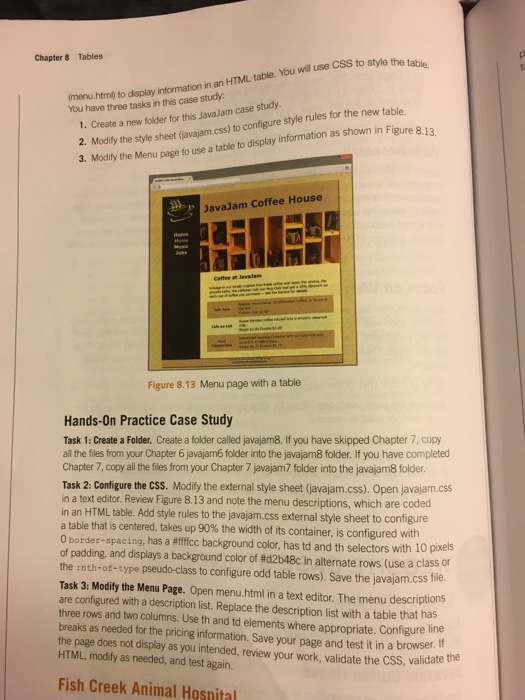 Chapter 8 Tables
(menu.html) to display information in an HTML table. You will use CSS to style the table.
You have three tasks in this case study:
1. Create a new folder for this JavaJam case study.
2. Modify the style sheet (javajam.css) to configure style rules for the new table.
3. Modify the Menu page to use a table to display information as shown in Figure 8.13.
JavaJam Coffee House
Home
Menu
Music
Jobs
Coffee at JavaJam
Figure 8.13 Menu page with a table
Hands-On Practice Case Study
Task 1: Create a Folder. Create a folder called javajam8. If you have skipped Chapter 7, copy
all the files from your Chapter 6 javajam6 folder into the javajam8 folder. If you have completed
Chapter 7, copy all the files from your Chapter 7 javajam7 folder into the javajam8 folder.
Task 2: Configure the CSS. Modify the external style sheet (javajam.css). Open javajam.css
in a text editor. Review Figure 8.13 and note the menu descriptions, which are coded
in an HTML table. Add style rules to the javajam.css external style sheet to configure
a table that is centered, takes up 90% the width of its container, is configured with
0 border-spacing, has a #ffffcc background color, has td and th selectors with 10 pixels
of padding, and displays a background color of #d2b48c in alternate rows (use a class or
the :nth-of-type pseudo-class to configure odd table rows). Save the javajam.css file.
Task 3: Modify the Menu Page. Open menu.html in a text editor. The menu descriptions
are configured with a description list. Replace the description list with a table that has
three rows and two columns. Use th and td elements where appropriate. Configure line
breaks as needed for the pricing information. Save your page and test it in a browser. If
the page does not display as you intended, review your work, validate the CSS, validate the
HTML, modify as needed, and test again.
Fish Creek Animal Hospital